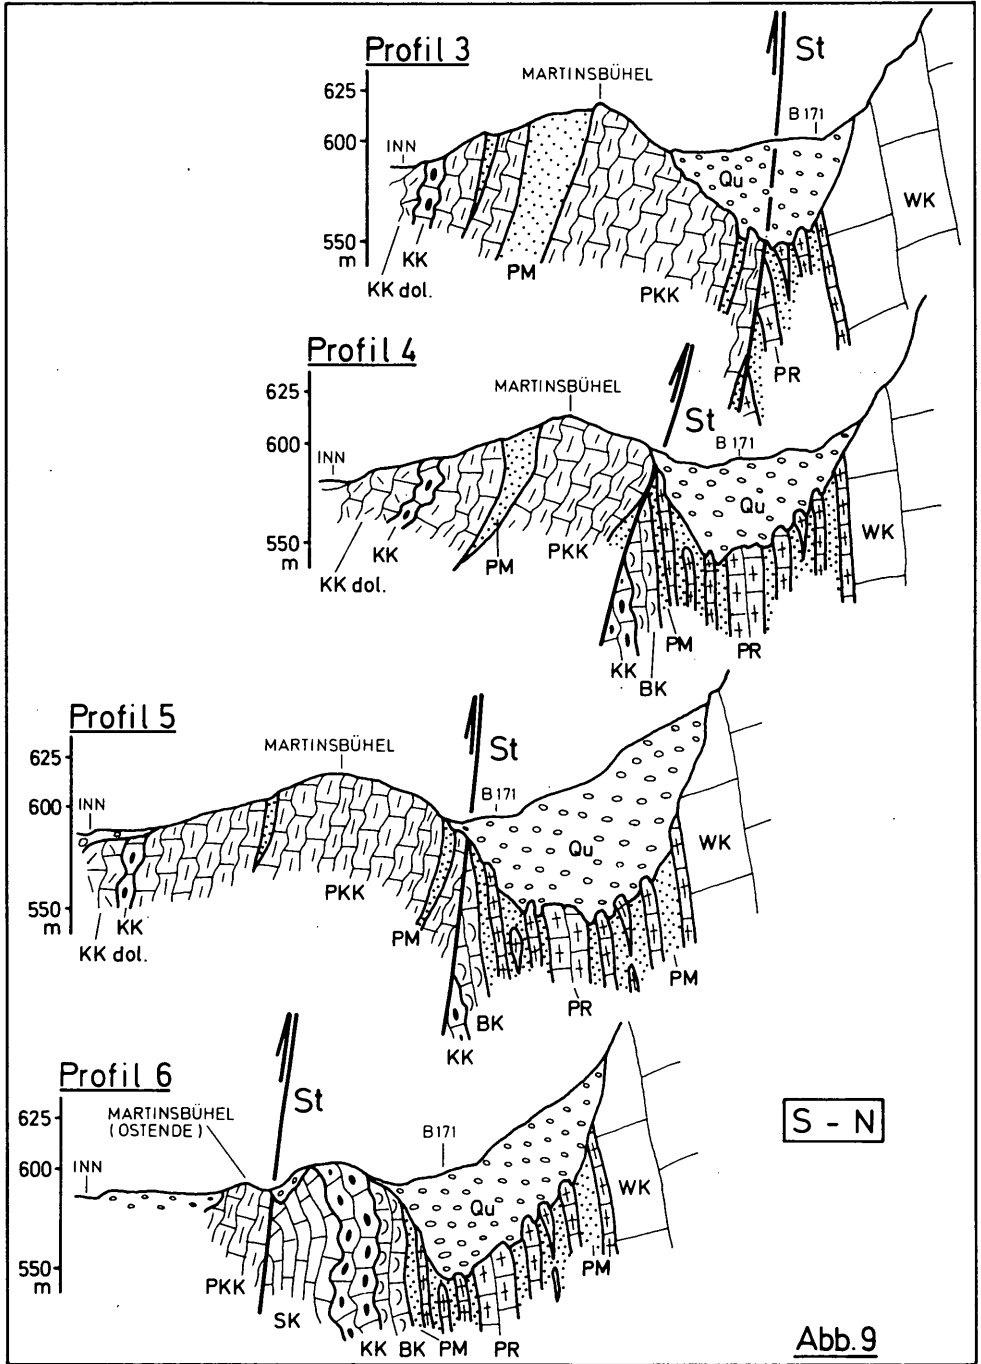 Profil 3
St
MARTINSBÜHEL
625
B 171
600
INN
Qu
WK
550
m
KK
PM
PKK
KK dol.
PR
Profil 4
St
625
MARTINSBÜHEL
B 171
600
INN
Qu
WK
550
m
KK
PM
PKK
KK dol.
PM
PR
KK
BK
Profil 5
St
MARTINSBÜHEL
625
B 171
600
INN
Qu
WK
PKK
550
m
KK
PM
KK dol.
PM
PR
BK
KK
Profil 6
St
625
MARTINSBÜHEL
(OSTENDE)
B 171
S - N
600
INN
WK
Qu
550
m
PKK
PM
SK
KK BK PM PR
Abb. 9